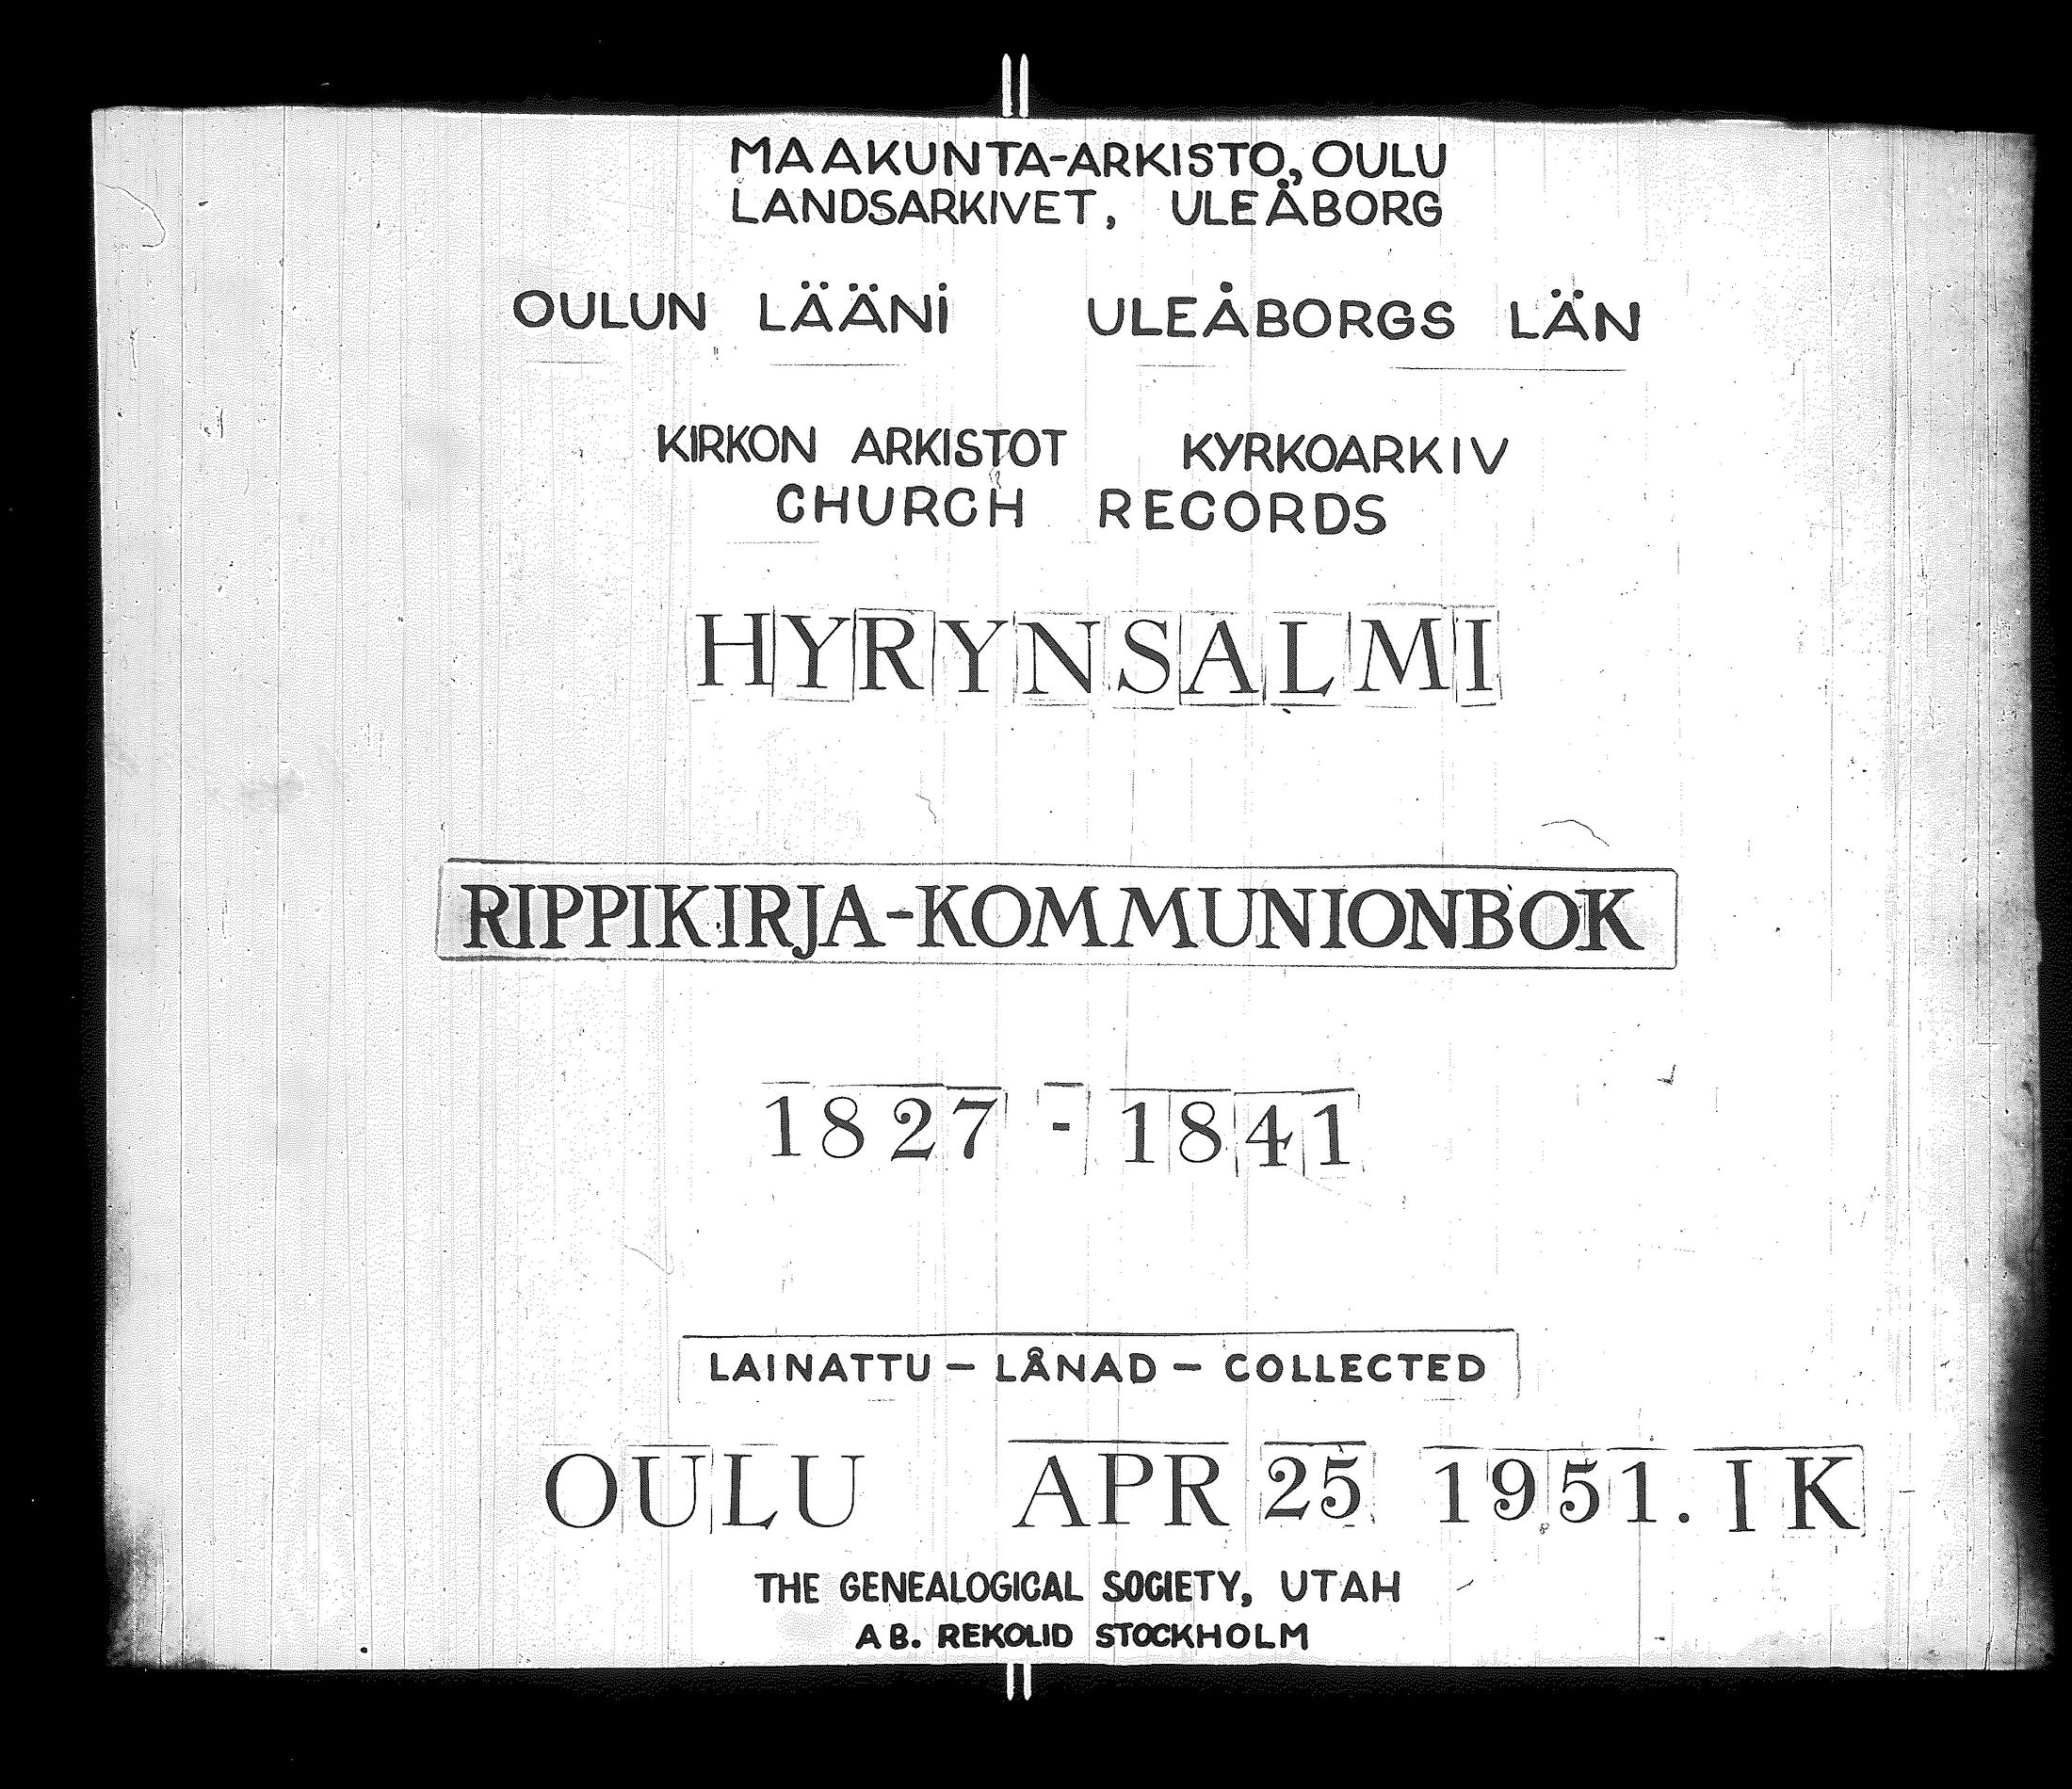 MAAKUNTA-ARKISTO, OULU
LANDSARKIVET, ULEÅBORG
OULUN LÄÄNI ULEÅBORGS LÄN
KIRKON ARKISTOT KYRKOARKIV
CHURCH RECORDS
HYRYNSALMI
RIPPIKIRJA-KOMMUNIONBOK
1827 - 1841
LAINATTU - LÅNAD - COLLECTED
OULU APR 25 1951. I K
THE GENEALOGICAL SOCIETY, UTAH
AB. REKOLID STOCKHOLM